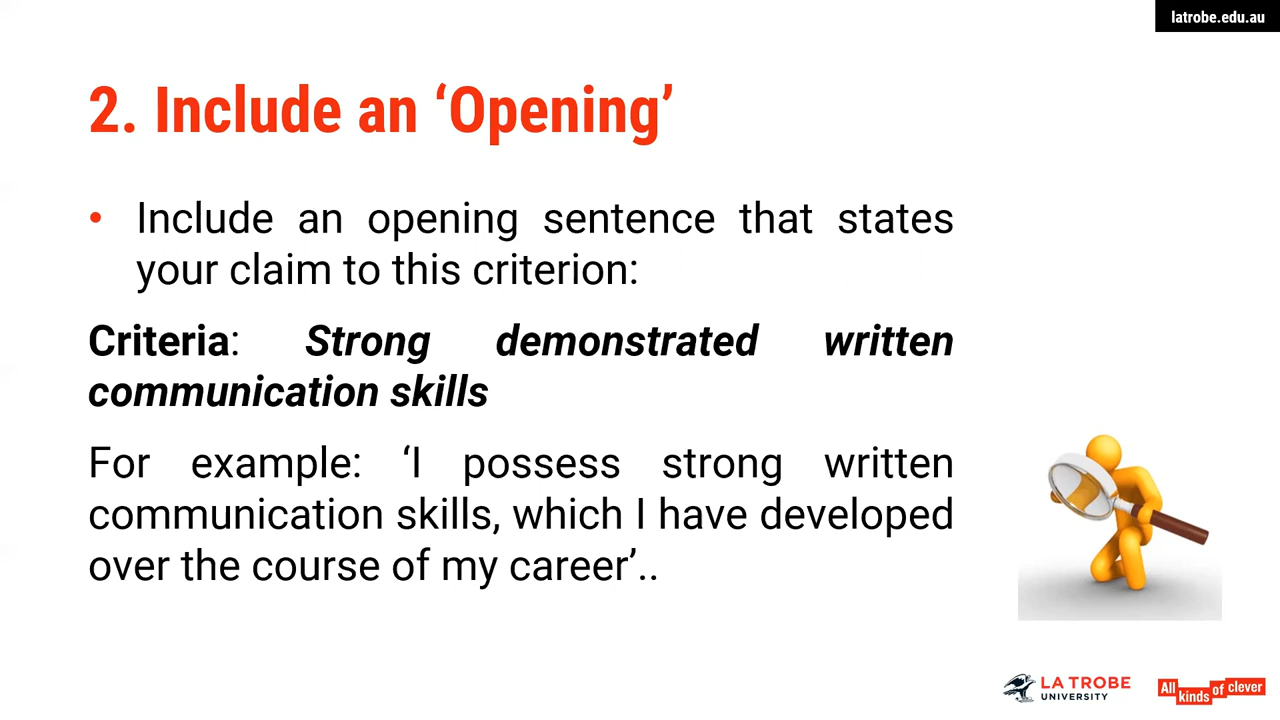 latrobe.edu.au
2. Include an ‘Opening’
• Include an opening sentence that states
your claim to this criterion:
Criteria: Strong demonstrated written
communication skills
For example: ‘I possess strong written
communication skills, which I have developed
over the course of my career’..
LA TROBE
UNIVERSITY
All kinds of clever